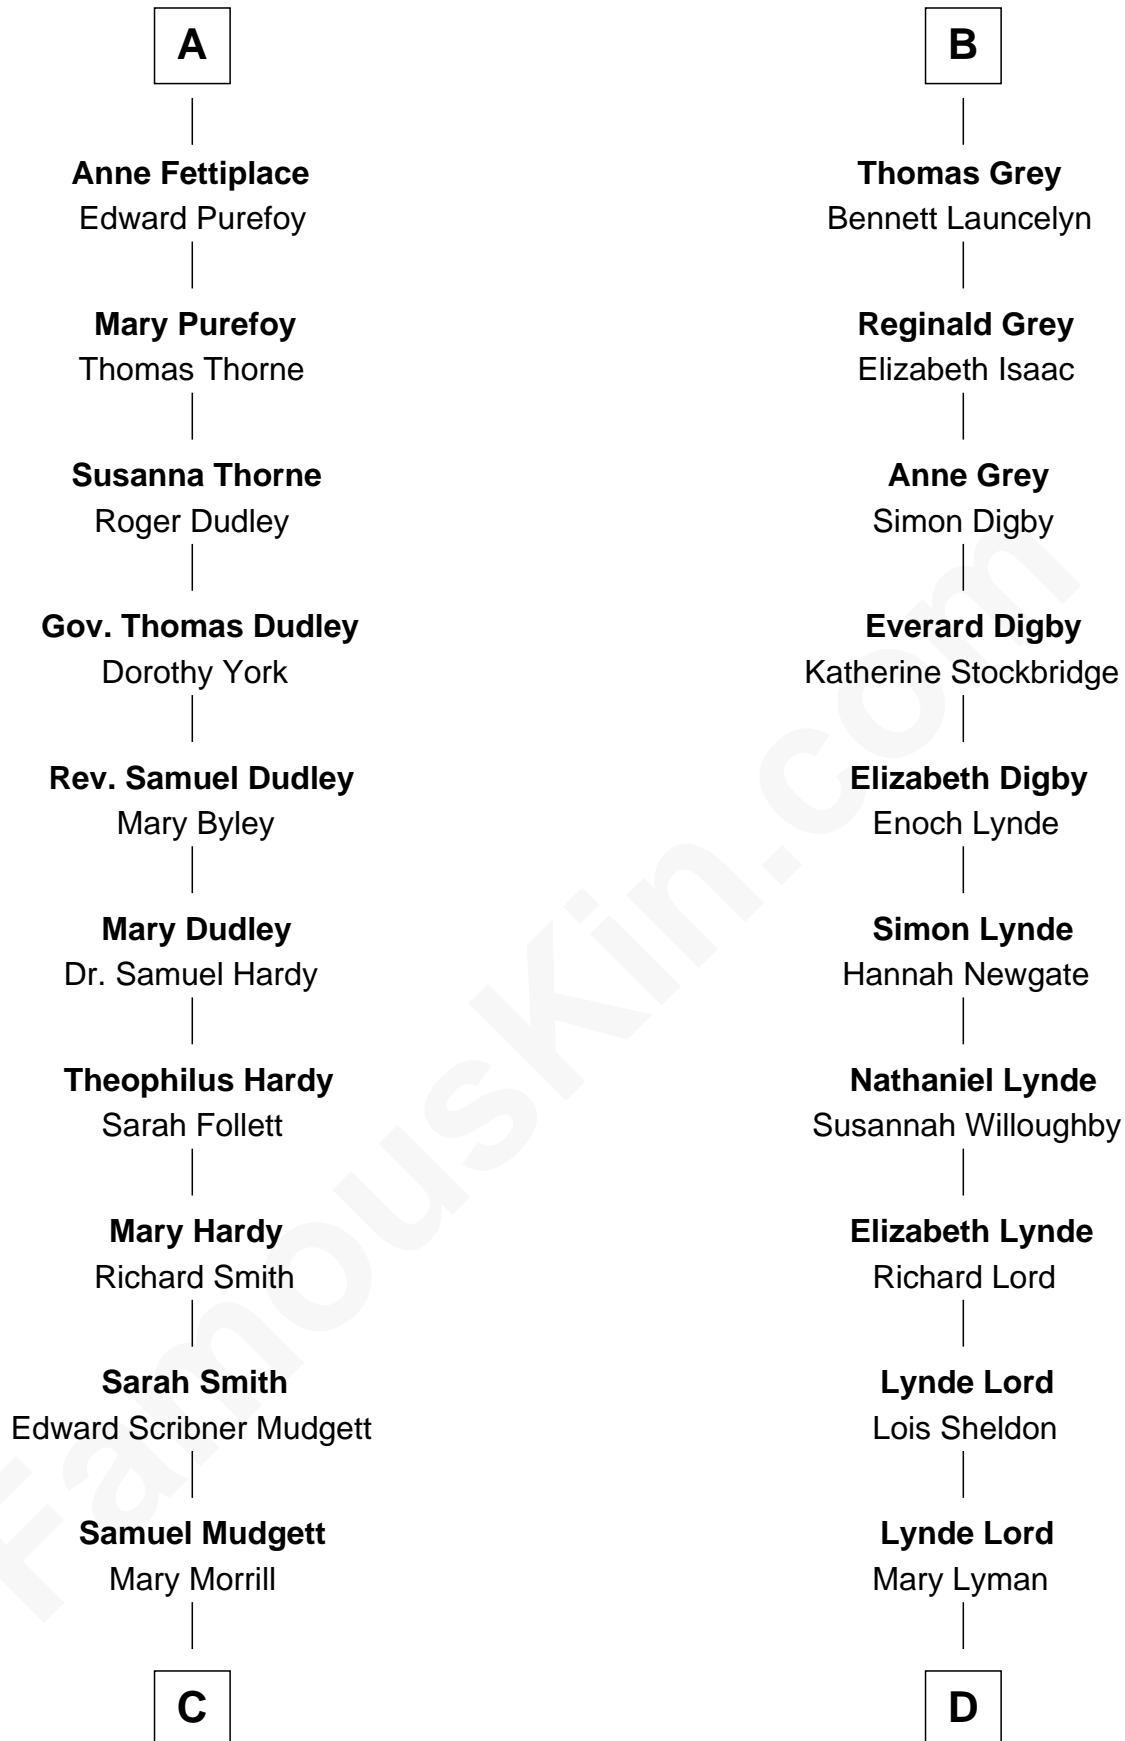 A
Anne Fettiplace
Edward Purefoy
Mary Purefoy
Thomas Thorne
Susanna Thorne
Roger Dudley
Gov. Thomas Dudley
Dorothy York
Rev. Samuel Dudley
Mary Byley
Mary Dudley
Dr. Samuel Hardy
Theophilus Hardy
Sarah Follett
Mary Hardy
Richard Smith
Sarah Smith
Edward Scribner Mudgett
Samuel Mudgett
Mary Morrill
C
B
Thomas Grey
Bennett Launcelyn
Reginald Grey
Elizabeth Isaac
Anne Grey
Simon Digby
Everard Digby
Katherine Stockbridge
Elizabeth Digby
Enoch Lynde
Simon Lynde
Hannah Newgate
Nathaniel Lynde
Susannah Willoughby
Elizabeth Lynde
Richard Lord
Lynde Lord
Lois Sheldon
Lynde Lord
Mary Lyman
D
FamousKin.com